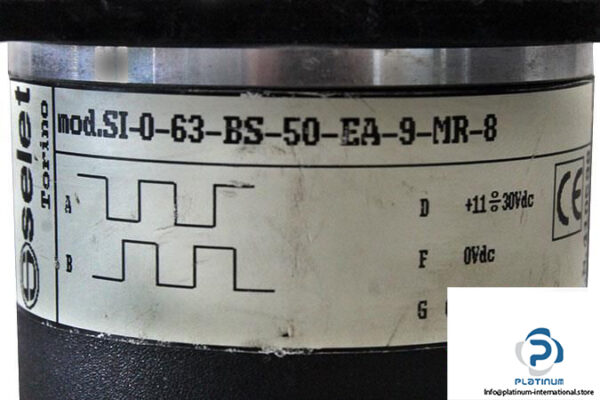 selet
Torino
mod.SI-0-63-BS-50-EA-9-MR-8
A
D +11÷30Vdc
CE
B
F 0Vdc
G
PLATINUM
Info@platinum-international.store